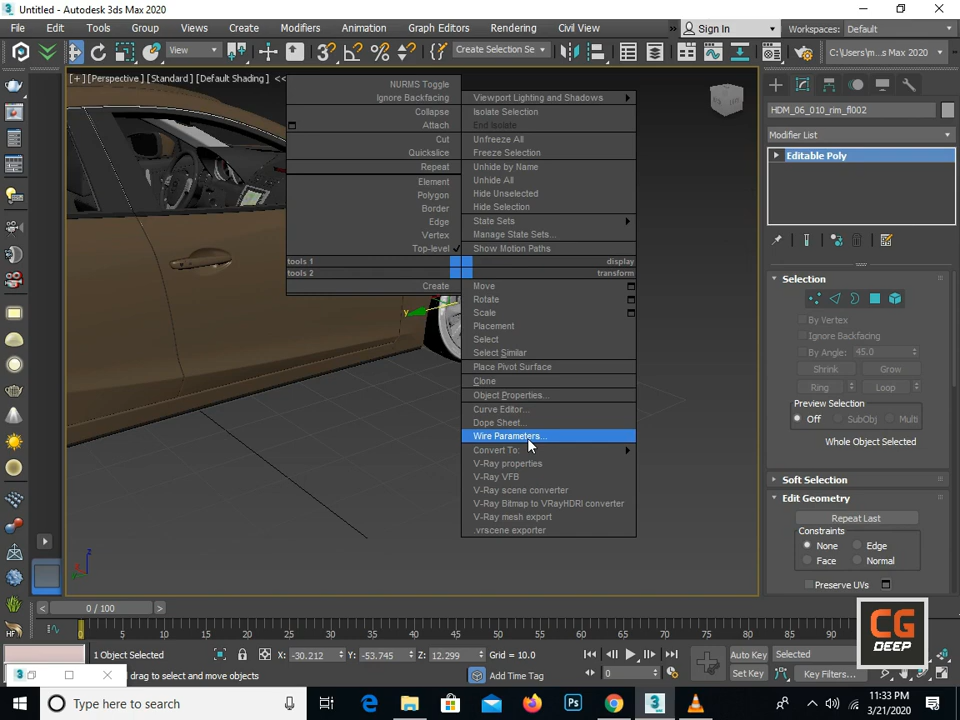 Untitled - Autodesk 3ds Max 2020
File Edit Tools Group Views Create Modifiers Animation Graph Editors Rendering Civil View » Sign In Workspaces: Default
View Create Selection Se C:\Users\m...s Max 2020
[+] [Perspective] [Standard] [Default Shading] <<
NURMS Toggle
Ignore Backfacing
Collapse
Attach
Cut
Quickslice
Repeat
Element
Polygon
Border
Edge
Vertex
Top-level
tools 1
tools 2
Create
Viewport Lighting and Shadows
Isolate Selection
End Isolate
Unfreeze All
Freeze Selection
Unhide by Name
Unhide All
Hide Unselected
Hide Selection
State Sets
Manage State Sets...
Show Motion Paths
display
transform
Move
Rotate
Scale
Placement
Select
Select Similar
Place Pivot Surface
Clone
Object Properties...
Curve Editor...
Dope Sheet...
Wire Parameters...
Convert To:
V-Ray properties
V-Ray VFB
V-Ray scene converter
V-Ray Bitmap to VRayHDRI converter
V-Ray mesh export
.vrscene exporter
y
z
HDM_06_010_rim_fl002
Modifier List
Editable Poly
Selection
By Vertex
Ignore Backfacing
By Angle: 45.0
Shrink Grow
Ring Loop
Preview Selection
Off SubObj Multi
Whole Object Selected
Soft Selection
Edit Geometry
Repeat Last
Constraints
None Edge
Face Normal
Preserve UVs
CG
DEEP
< 0 / 100 >
0 5 10 15 20 25 30 35 40 45 50 55 60 65 70 75 80 85 90
1 Object Selected X: -30.212 Y: -53.745 Z: 12.299 Grid = 10.0 Auto Key Selected
3 drag to select and move objects Add Time Tag 0 Set Key Key Filters...
Type here to search
Ps
3
11:33 PM
3/21/2020